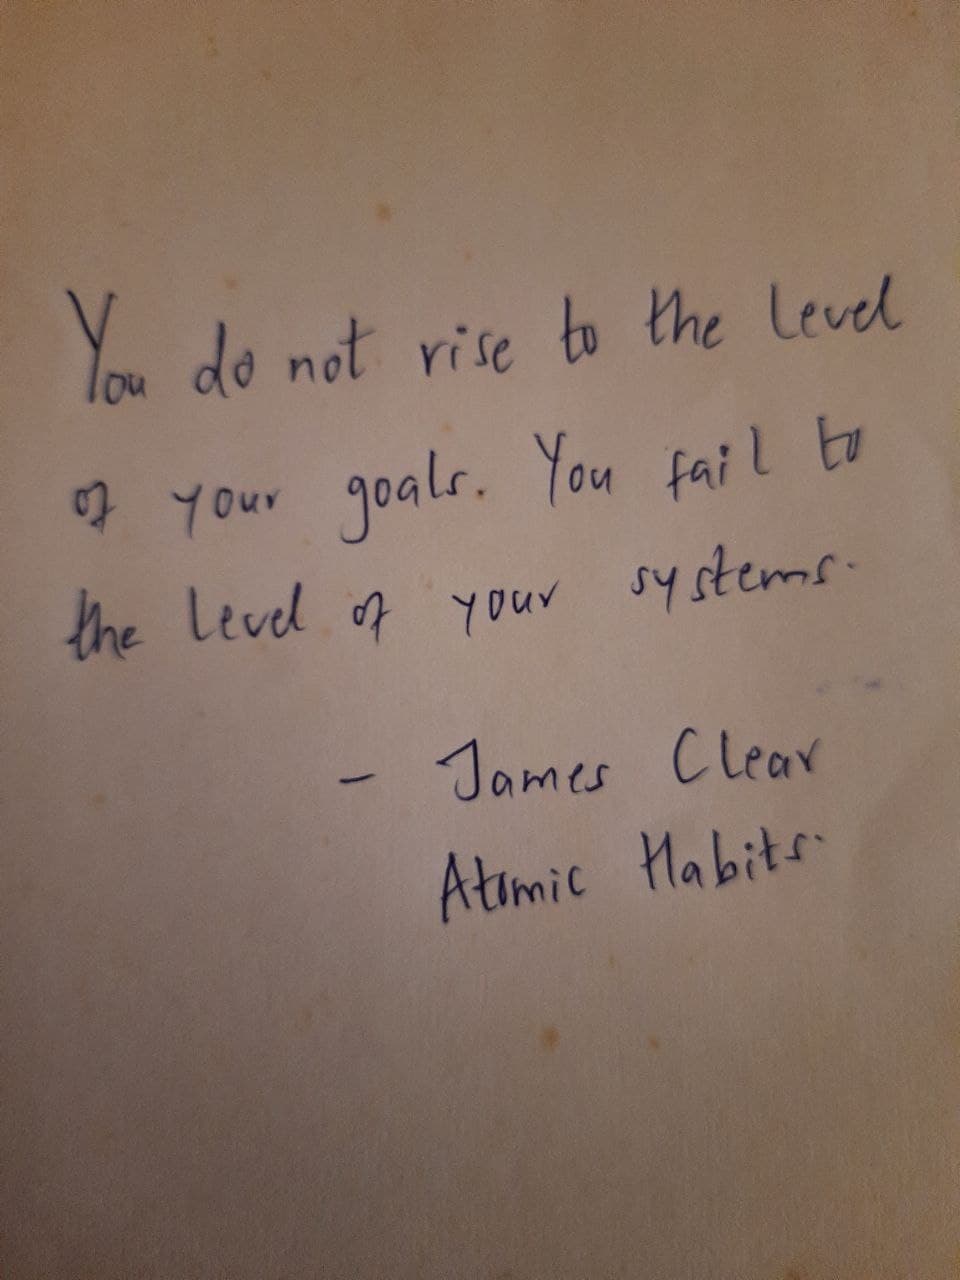 You do not rise to the level
of your goals. You fail to
the level of your systems.
- James Clear
Atomic Habits.